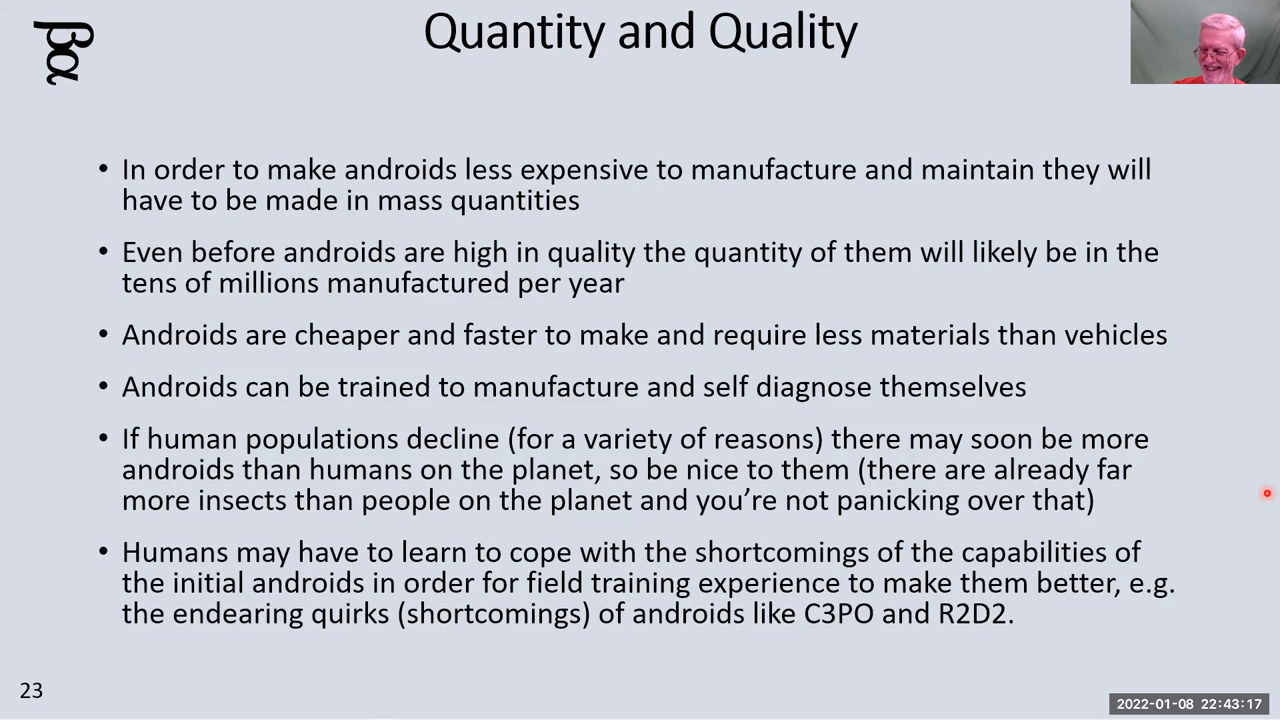 βα
Quantity and Quality
• In order to make androids less expensive to manufacture and maintain they will
have to be made in mass quantities
• Even before androids are high in quality the quantity of them will likely be in the
tens of millions manufactured per year
• Androids are cheaper and faster to make and require less materials than vehicles
• Androids can be trained to manufacture and self diagnose themselves
• If human populations decline (for a variety of reasons) there may soon be more
androids than humans on the planet, so be nice to them (there are already far
more insects than people on the planet and you’re not panicking over that)
• Humans may have to learn to cope with the shortcomings of the capabilities of
the initial androids in order for field training experience to make them better, e.g.
the endearing quirks (shortcomings) of androids like C3PO and R2D2.
23
2022-01-08 22:43:17